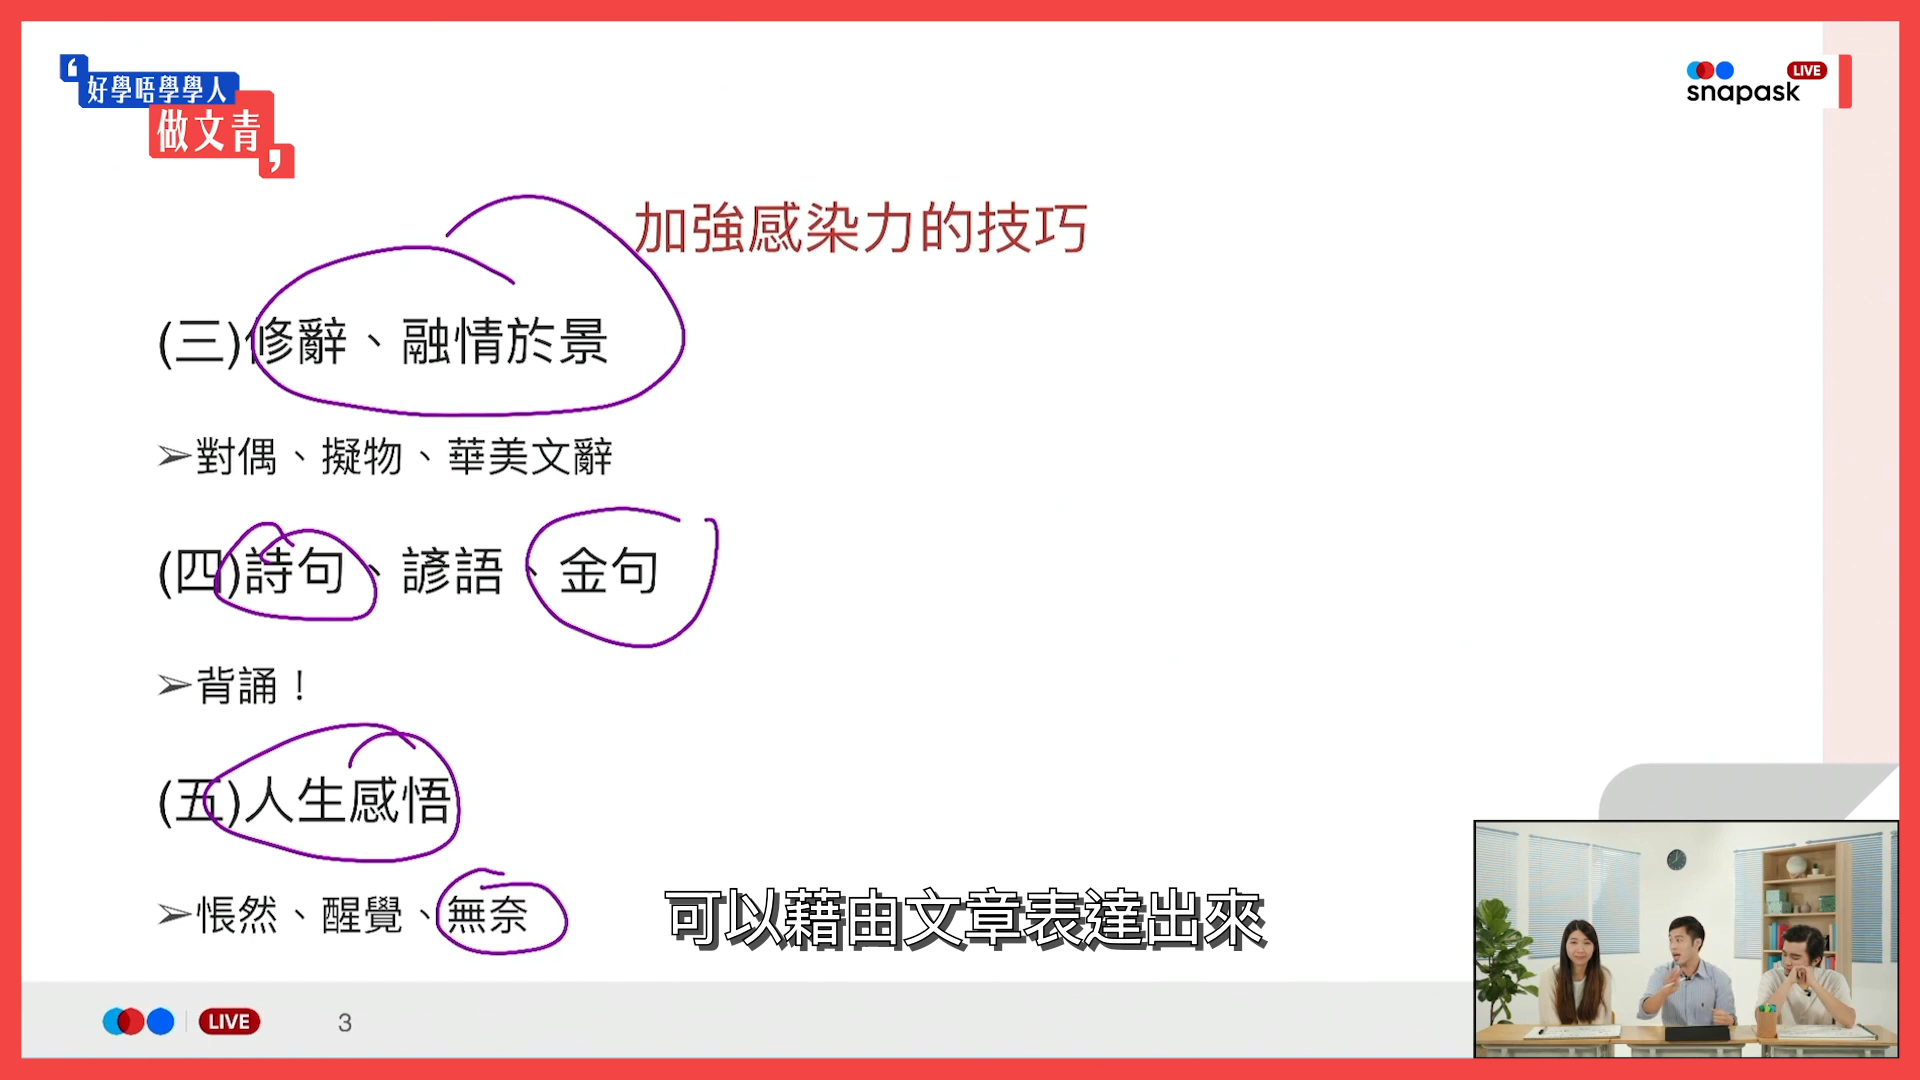 好學唔學學人
做文青
LIVE
snapask
加強感染力的技巧
(三)修辭、融情於景
➢對偶、擬物、華美文辭
(四)詩句、諺語、金句
➢背誦！
(五)人生感悟
➢悵然、醒覺、無奈
可以藉由文章表達出來
LIVE
3